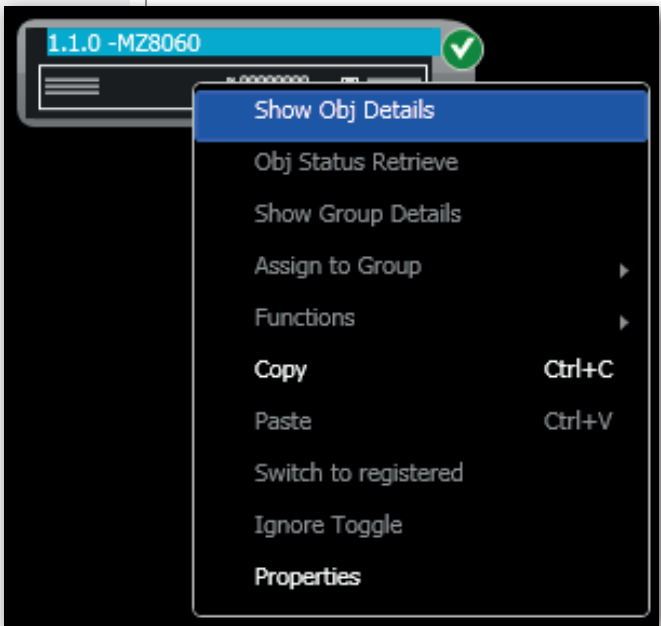 1.1.0 -MZ8060
Show Obj Details
Obj Status Retrieve
Show Group Details
Assign to Group
Functions
Copy Ctrl+C
Paste Ctrl+V
Switch to registered
Ignore Toggle
Properties